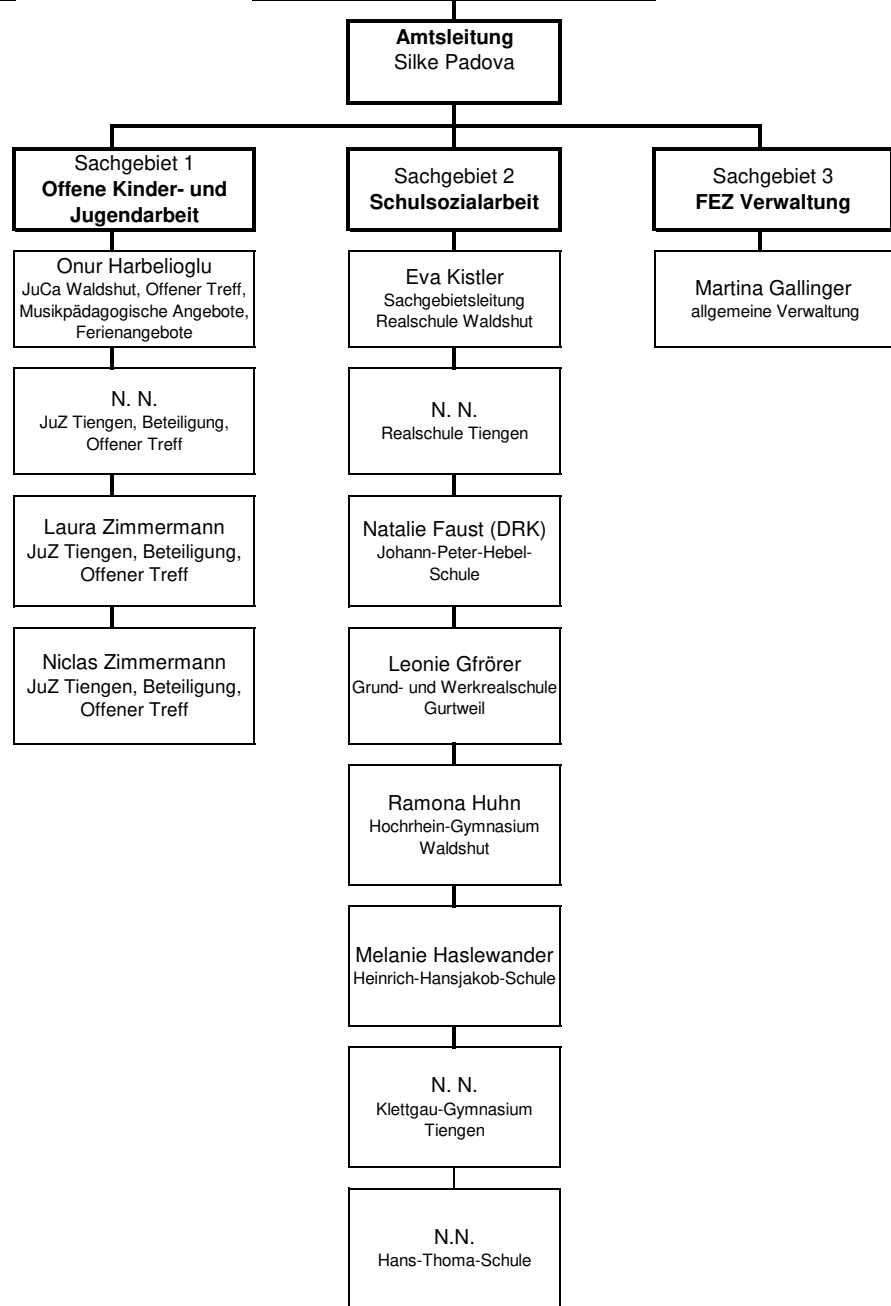 Amtsleitung
Silke Padova
Sachgebiet 1
Offene Kinder- und
Jugendarbeit
Onur Harbelioglu
JuCa Waldshut, Offener Treff,
Musikpädagogische Angebote,
Ferienangebote
N. N.
JuZ Tiengen, Beteiligung,
Offener Treff
Laura Zimmermann
JuZ Tiengen, Beteiligung,
Offener Treff
Niclas Zimmermann
JuZ Tiengen, Beteiligung,
Offener Treff
Sachgebiet 2
Schulsozialarbeit
Eva Kistler
Sachgebietsleitung
Realschule Waldshut
N. N.
Realschule Tiengen
Natalie Faust (DRK)
Johann-Peter-Hebel-
Schule
Leonie Gfrörer
Grund- und Werkrealschule
Gurtweil
Ramona Huhn
Hochrhein-Gymnasium
Waldshut
Melanie Haslewander
Heinrich-Hansjakob-Schule
N. N.
Klettgau-Gymnasium
Tiengen
N.N.
Hans-Thoma-Schule
Sachgebiet 3
FEZ Verwaltung
Martina Gallinger
allgemeine Verwaltung